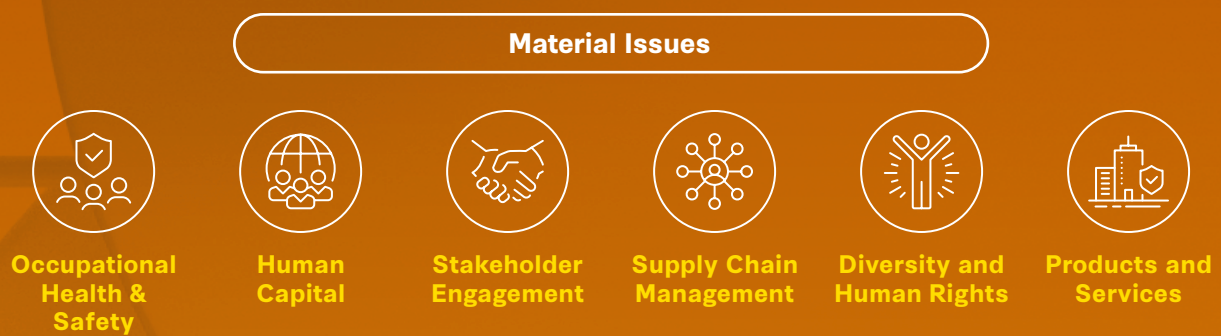 Material Issues
Occupational
Health &
Safety
Human
Capital
Stakeholder
Engagement
Supply Chain
Management
Diversity and
Human Rights
Products and
Services